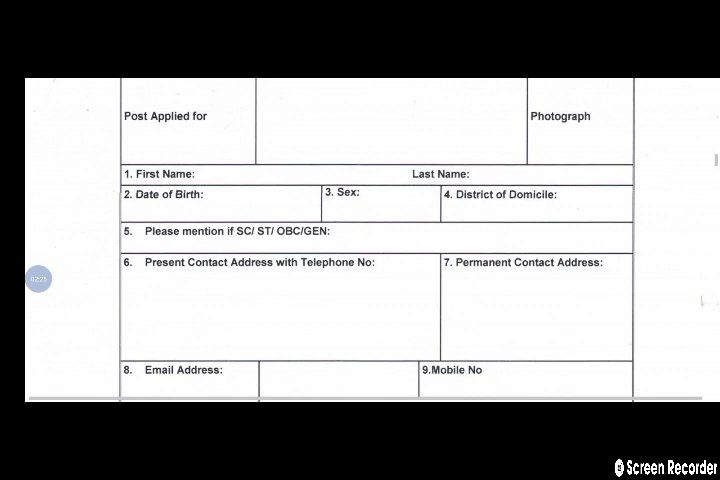 Post Applied for
Photograph
1. First Name: Last Name:
2. Date of Birth: 3. Sex: 4. District of Domicile:
5. Please mention if SC/ ST/ OBC/GEN:
6. Present Contact Address with Telephone No: 7. Permanent Contact Address:
8. Email Address: 9.Mobile No
02:25
Screen Recorder